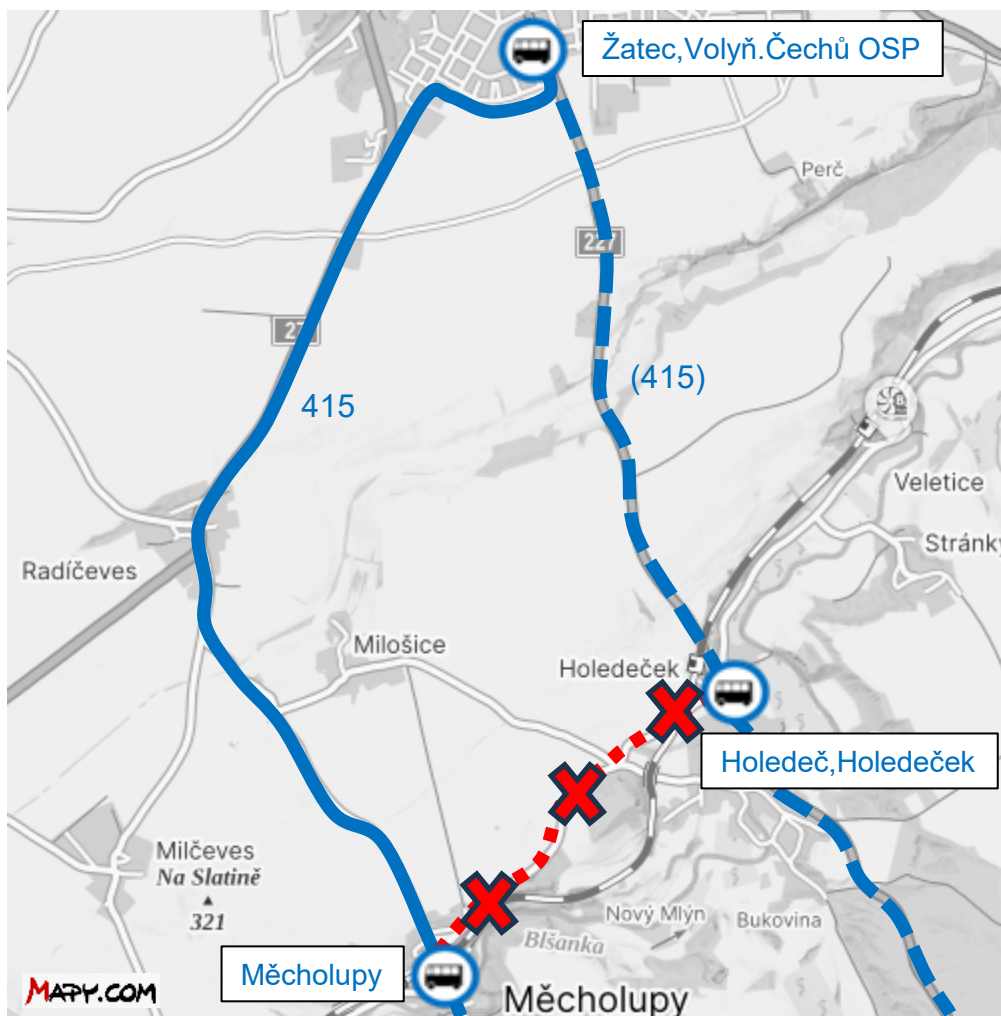 Žatec,Volyň.Čechů OSP
Perč
227
27
(415)
415
Veletice
Stránky
Radíčeves
Milošice
Holedeček
Holedeč,Holedeček
Milčeves
Na Slatině
321
Nový Mlýn
Bukovina
Blšanka
Měcholupy
Měcholupy
MAPY.COM